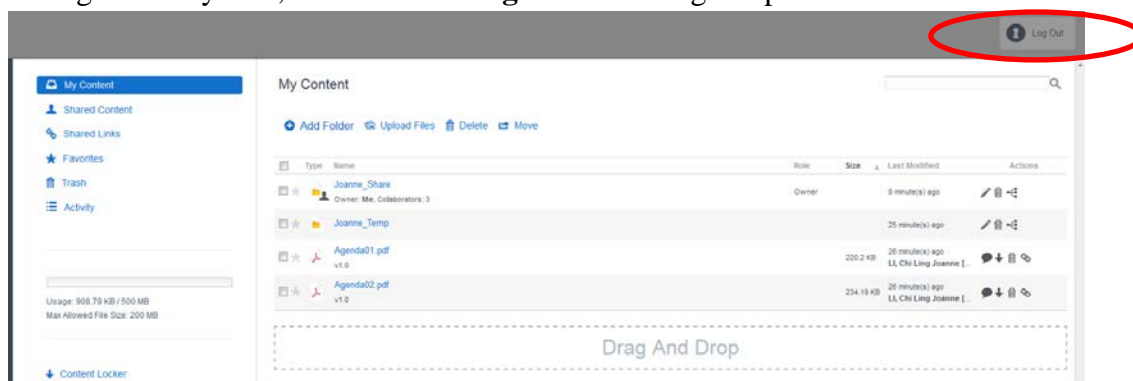 Log Out
My Content
Shared Content
Shared Links
Favorites
Trash
Activity
Usage: 908.79 KB / 500 MB
Max Allowed File Size: 200 MB
Content Locker
My Content
Add Folder Upload Files Delete Move
Type Name Role Size Last Modified Actions
Joanne_Share Owner 0 minute(s) ago
Owner: Me, Collaborators: 3
Joanne_Temp 25 minute(s) ago
Agenda01.pdf 220.2 KB 26 minute(s) ago
v1.0 LI, Chi Ling Joanne [...
Agenda02.pdf 234.19 KB 26 minute(s) ago
v1.0 LI, Chi Ling Joanne [...
Drag And Drop